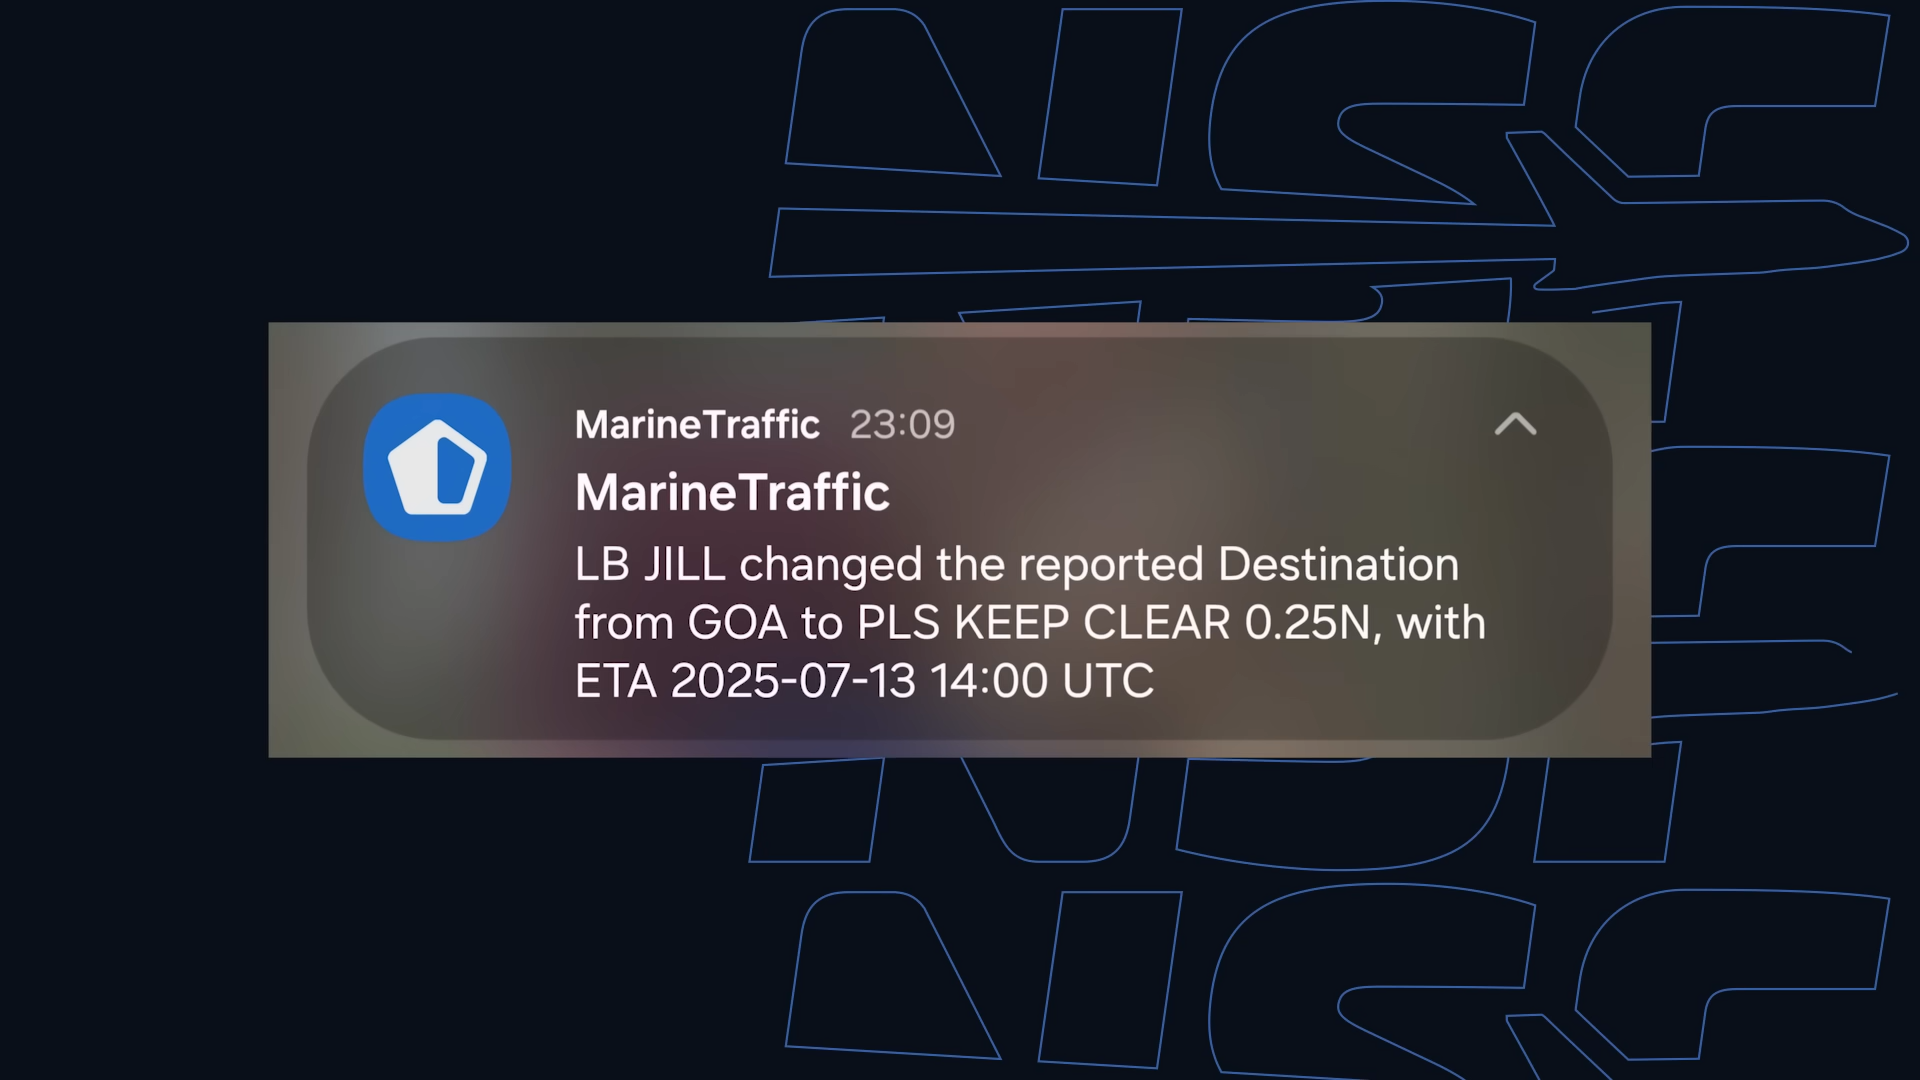 MarineTraffic 23:09
MarineTraffic
LB JILL changed the reported Destination
from GOA to PLS KEEP CLEAR 0.25N, with
ETA 2025-07-13 14:00 UTC